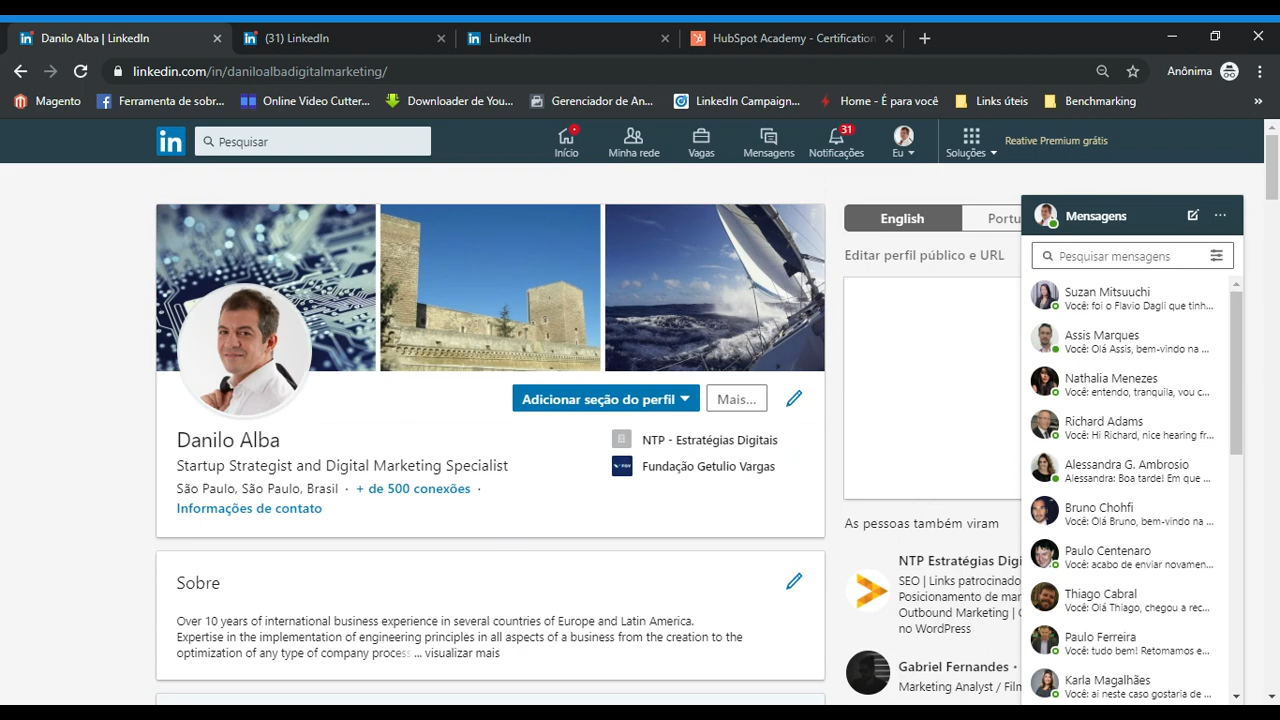 Danilo Alba | LinkedIn
(31) LinkedIn
LinkedIn
HubSpot Academy - Certification
linkedin.com/in/daniloalbadigitalmarketing/
Anônima
Magento
Ferramenta de sobr...
Online Video Cutter...
Downloader de You...
Gerenciador de An...
LinkedIn Campaign...
Home - É para você
Links úteis
Benchmarking
»
in
Pesquisar
Início
Minha rede
Vagas
Mensagens
31
Notificações
Eu
Soluções
Reative Premium grátis
Adicionar seção do perfil
Mais...
Danilo Alba
Startup Strategist and Digital Marketing Specialist
São Paulo, São Paulo, Brasil · + de 500 conexões ·
Informações de contato
NTP - Estratégias Digitais
Fundação Getulio Vargas
Sobre
Over 10 years of international business experience in several countries of Europe and Latin America.
Expertise in the implementation of engineering principles in all aspects of a business from the creation to the
optimization of any type of company process ... visualizar mais
English
Portu
Editar perfil público e URL
As pessoas também viram
NTP Estratégias Digi
SEO | Links patrocinado
Posicionamento de mar
Outbound Marketing |
no WordPress
Gabriel Fernandes ·
Marketing Analyst / Film
Mensagens
...
Pesquisar mensagens
Suzan Mitsuuchi
Você: foi o Flavio Dagli que tinh...
Assis Marques
Você: Olá Assis, bem-vindo na ...
Nathalia Menezes
Você: entendo, tranquila, vou c...
Richard Adams
Você: Hi Richard, nice hearing fr...
Alessandra G. Ambrosio
Alessandra: Boa tarde! Em que ...
Bruno Chohfi
Você: Olá Bruno, bem-vindo na ...
Paulo Centenaro
Você: acabo de enviar novamen...
Thiago Cabral
Você: Olá Thiago, chegou a rec...
Paulo Ferreira
Você: tudo bem! Retomamos e...
Karla Magalhães
Você: ai neste caso gostaria de ...